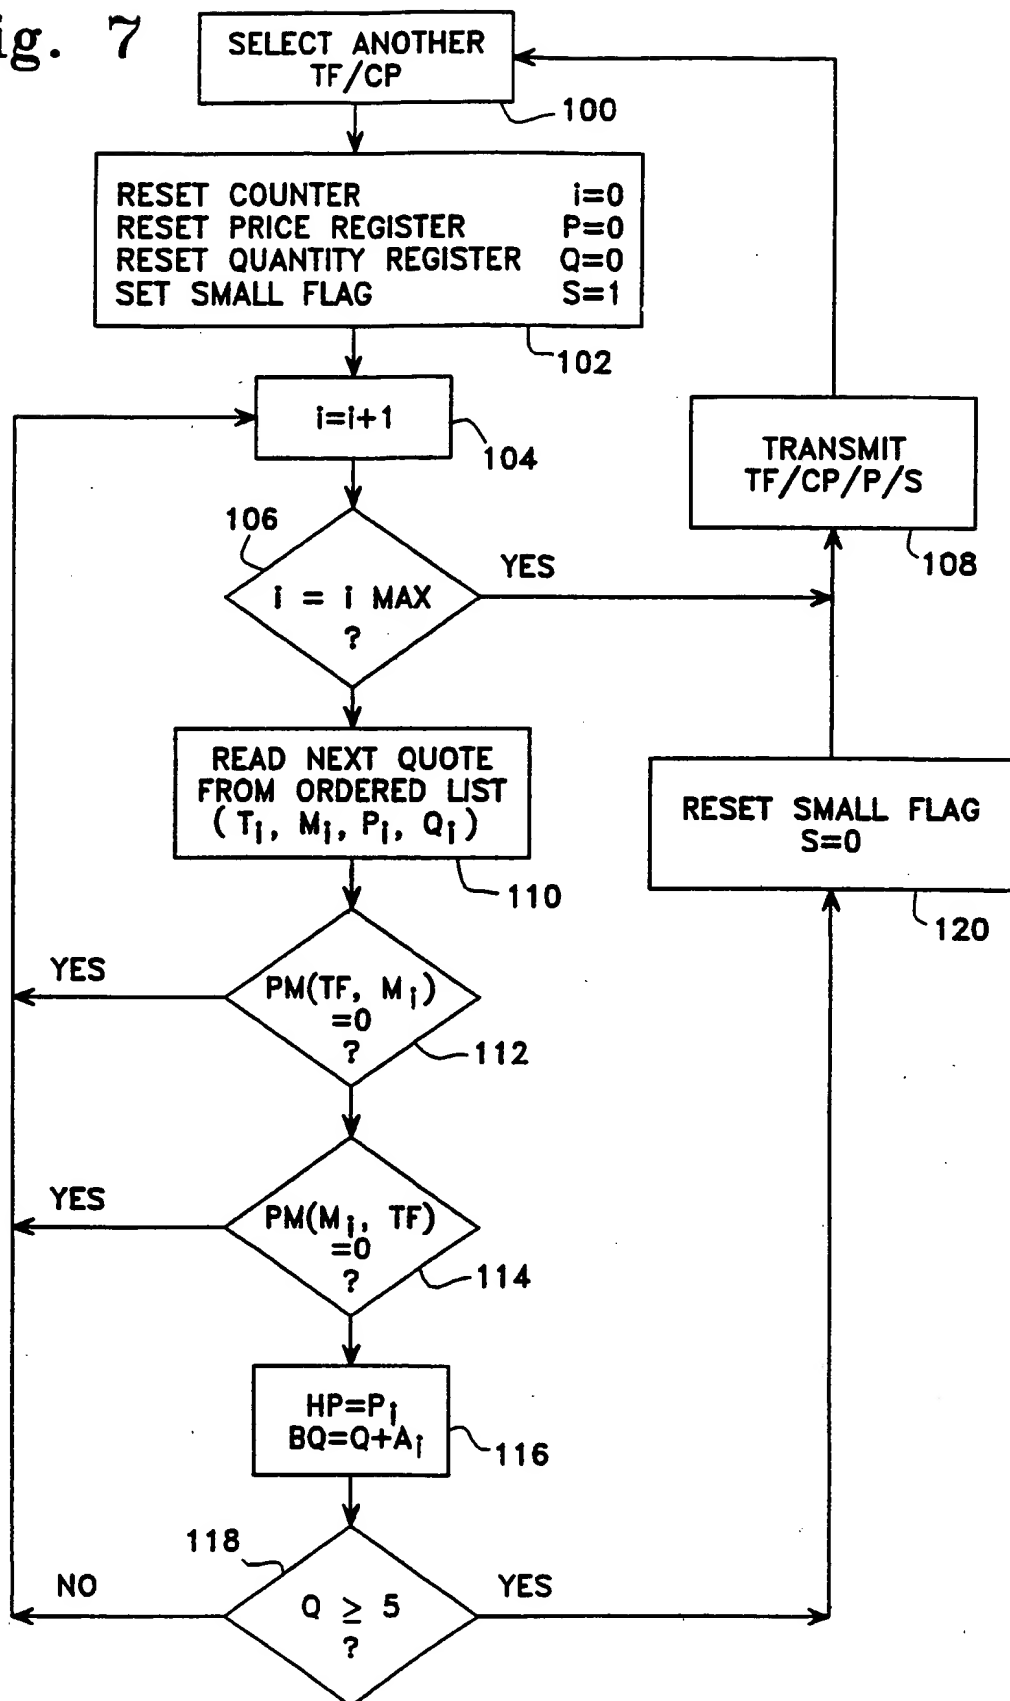 ig. 7
SELECT ANOTHER
TF/CP
100
RESET COUNTER i=0
RESET PRICE REGISTER P=0
RESET QUANTITY REGISTER Q=0
SET SMALL FLAG S=1
102
i=i+1
104
106
i = i MAX
?
YES
TRANSMIT
TF/CP/P/S
108
READ NEXT QUOTE
FROM ORDERED LIST
( Ti, Mi, Pi, Qi )
110
RESET SMALL FLAG
S=0
120
YES
PM(TF, Mi)
=0
?
112
YES
PM(Mi, TF)
=0
?
114
HP=Pi
BQ=Q+Ai
116
118
NO
Q ≥ 5
?
YES